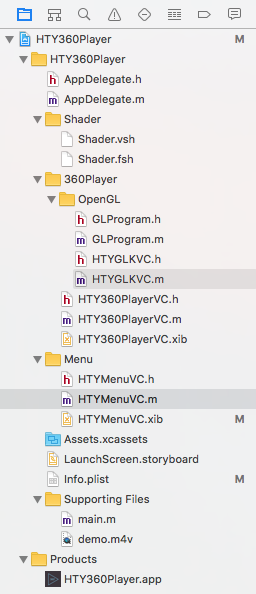 HTY360Player M
HTY360Player
AppDelegate.h
AppDelegate.m
Shader
Shader.vsh
Shader.fsh
360Player
OpenGL
GLProgram.h
GLProgram.m
HTYGLKVC.h
HTYGLKVC.m
HTY360PlayerVC.h
HTY360PlayerVC.m
HTY360PlayerVC.xib
Menu
HTYMenuVC.h
HTYMenuVC.m
HTYMenuVC.xib M
Assets.xcassets
LaunchScreen.storyboard
Info.plist M
Supporting Files
main.m
demo.m4v
Products
HTY360Player.app